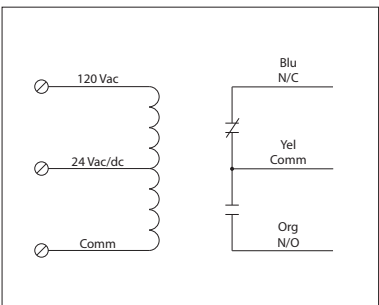 120 Vac
24 Vac/dc
Comm
Blu
N/C
Yel
Comm
Org
N/O